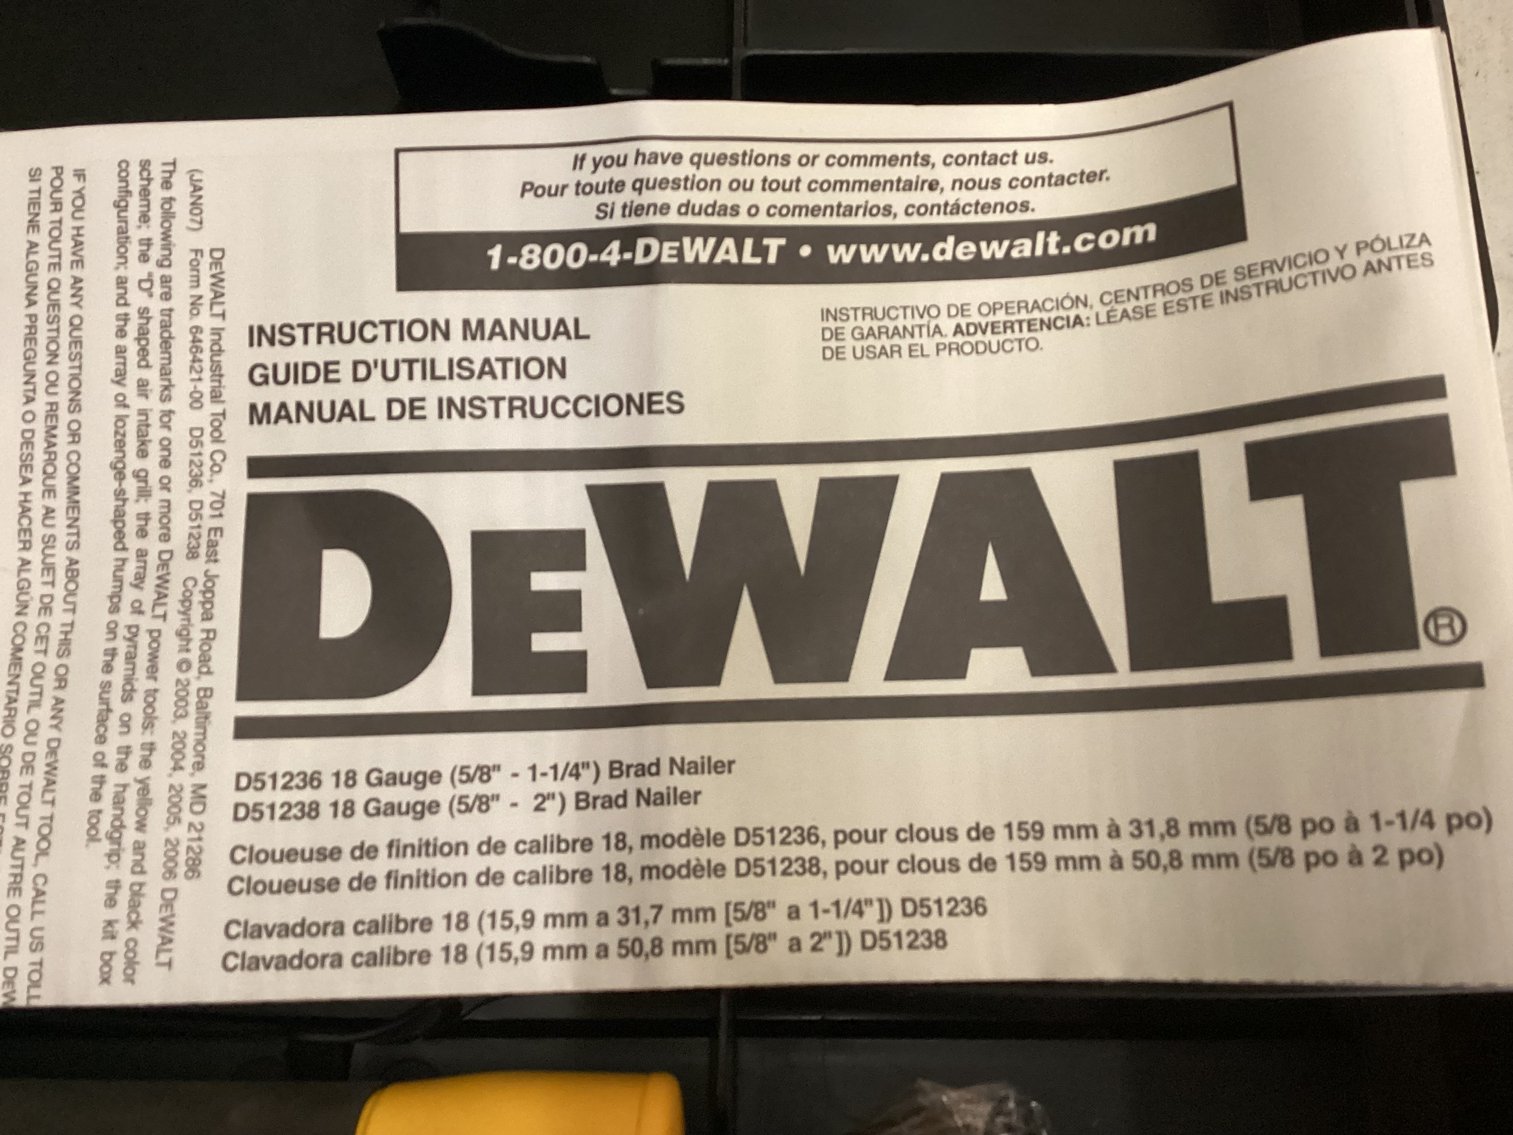 If you have questions or comments, contact us.
Pour toute question ou tout commentaire, nous contacter.
Si tiene dudas o comentarios, contáctenos.
1-800-4-DEWALT • www.dewalt.com
INSTRUCTION MANUAL
GUIDE D'UTILISATION
MANUAL DE INSTRUCCIONES
INSTRUCTIVO DE OPERACIÓN, CENTROS DE SERVICIO Y PÓLIZA
DE GARANTÍA. ADVERTENCIA: LÉASE ESTE INSTRUCTIVO ANTES
DE USAR EL PRODUCTO.
DEWALT®
D51236 18 Gauge (5/8" - 1-1/4") Brad Nailer
D51238 18 Gauge (5/8" - 2") Brad Nailer
Cloueuse de finition de calibre 18, modèle D51236, pour clous de 159 mm à 31,8 mm (5/8 po à 1-1/4 po)
Cloueuse de finition de calibre 18, modèle D51238, pour clous de 159 mm à 50,8 mm (5/8 po à 2 po)
Clavadora calibre 18 (15,9 mm a 31,7 mm [5/8" a 1-1/4"]) D51236
Clavadora calibre 18 (15,9 mm a 50,8 mm [5/8" a 2"]) D51238
DEWALT Industrial Tool Co., 701 East Joppa Road, Baltimore, MD 21286
(JAN07) Form No. 646421-00 D51236, D51238 Copyright © 2003, 2004, 2005, 2006 DEWALT
The following are trademarks for one or more DEWALT power tools: the yellow and black color
scheme; the "D" shaped air intake grill; the array of pyramids on the handgrip; the kit box
configuration; and the array of lozenge-shaped humps on the surface of the tool.
IF YOU HAVE ANY QUESTIONS OR COMMENTS ABOUT THIS OR ANY DEWALT TOOL, CALL US TOLL
POUR TOUTE QUESTION OU REMARQUE AU SUJET DE CET OUTIL OU DE TOUT AUTRE OUTIL DEW
SI TIENE ALGUNA PREGUNTA O DESEA HACER ALGÚN COMENTARIO SOBRE